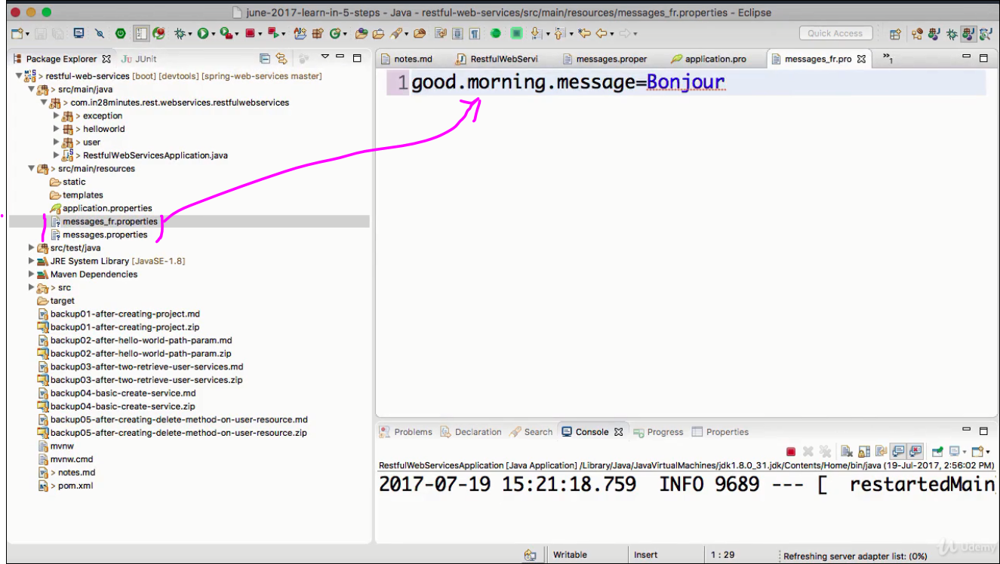 june-2017-learn-in-5-steps - Java - restful-web-services/src/main/resources/messages_fr.properties - Eclipse
Quick Access
Package Explorer
JUnit
restful-web-services [boot] [devtools] [spring-web-services master]
src/main/java
com.in28minutes.rest.webservices.restfulwebservices
exception
helloworld
user
RestfulWebServicesApplication.java
src/main/resources
static
templates
application.properties
messages_fr.properties
messages.properties
src/test/java
JRE System Library [JavaSE-1.8]
Maven Dependencies
src
target
backup01-after-creating-project.md
backup01-after-creating-project.zip
backup02-after-hello-world-path-param.md
backup02-after-hello-world-path-param.zip
backup03-after-two-retrieve-user-services.md
backup03-after-two-retrieve-user-services.zip
backup04-basic-create-service.md
backup04-basic-create-service.zip
backup05-after-creating-delete-method-on-user-resource.md
backup05-after-creating-delete-method-on-user-resource.zip
mvnw
mvnw.cmd
notes.md
pom.xml
notes.md
RestfulWebServi
messages.proper
application.pro
messages_fr.pro
»1
1 good.morning.message=Bonjour
Problems
Declaration
Search
Console
Progress
Properties
RestfulWebServicesApplication [Java Application] /Library/Java/JavaVirtualMachines/jdk1.8.0_31.jdk/Contents/Home/bin/java (19-Jul-2017, 2:56:02 PM)
2017-07-19 15:21:18.759 INFO 9689 --- [ restartedMain
Writable
Insert
1 : 29
Refreshing server adapter list: (0%)
Udemy